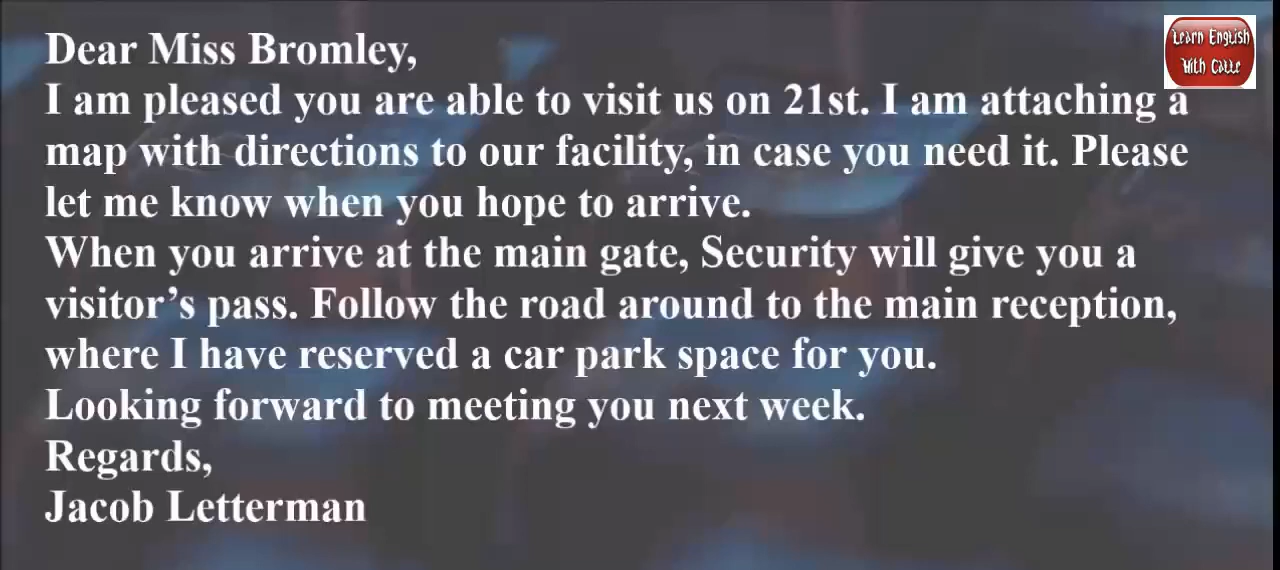 Dear Miss Bromley,
I am pleased you are able to visit us on 21st. I am attaching a
map with directions to our facility, in case you need it. Please
let me know when you hope to arrive.
When you arrive at the main gate, Security will give you a
visitor’s pass. Follow the road around to the main reception,
where I have reserved a car park space for you.
Looking forward to meeting you next week.
Regards,
Jacob Letterman
Learn English
With